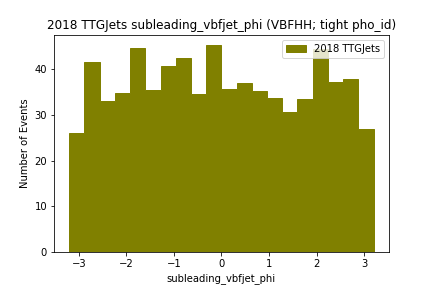 2018 TTGJets subleading_vbfjet_phi (VBFHH; tight pho_id)
2018 TTGJets
Number of Events
40
30
20
10
0
−3 −2 −1 0 1 2 3
subleading_vbfjet_phi